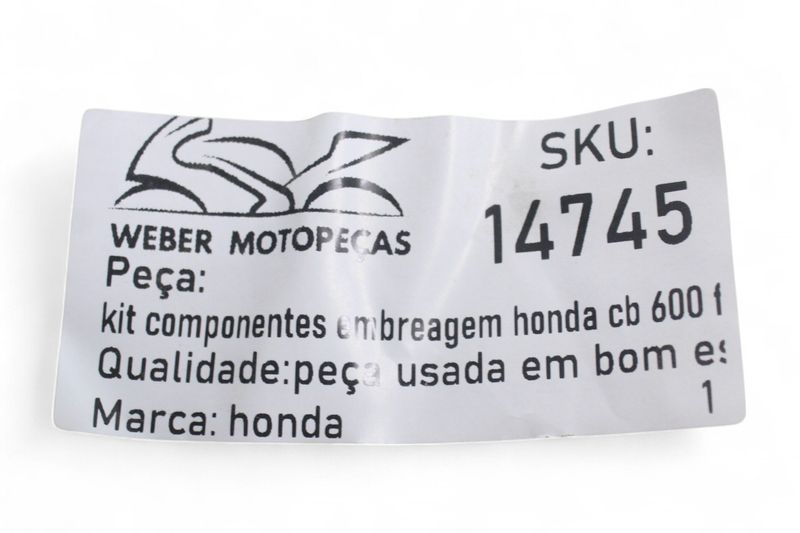 SKU:
14745
WEBER MOTOPEÇAS
Peça:
kit componentes embreagem honda cb 600 f
Qualidade:peça usada em bom es
Marca: honda
1